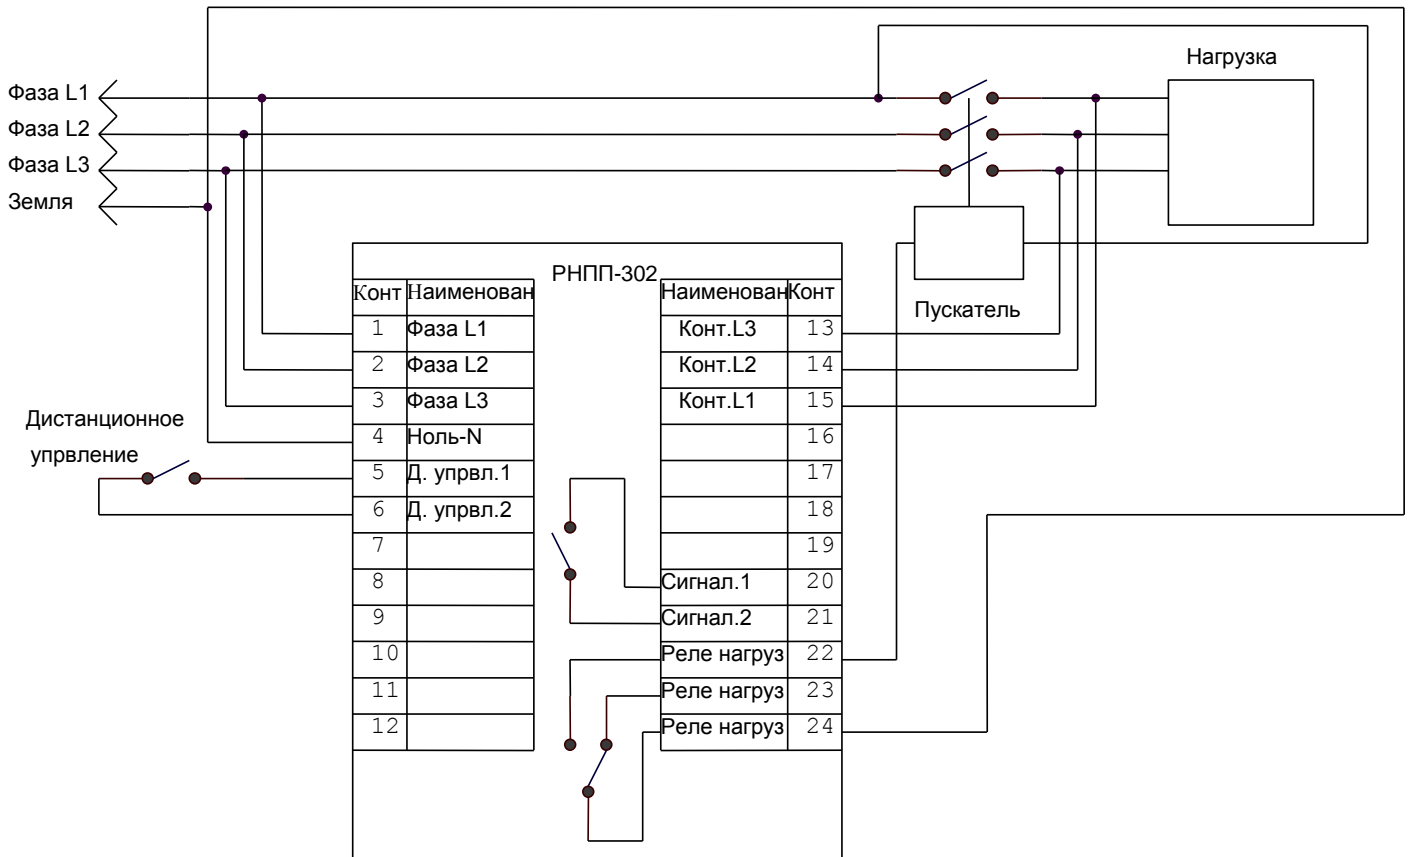 Нагрузка
Фаза L1
Фаза L2
Фаза L3
Земля
Пускатель
РНПП-302
Конт Наименован
1 Фаза L1
2 Фаза L2
3 Фаза L3
4 Ноль-N
5 Д. упрвл.1
6 Д. упрвл.2
7
8
9
10
11
12
Наименован Конт
Конт.L3 13
Конт.L2 14
Конт.L1 15
16
17
18
19
Сигнал.1 20
Сигнал.2 21
Реле нагруз 22
Реле нагруз 23
Реле нагруз 24
Дистанционное
упрвление